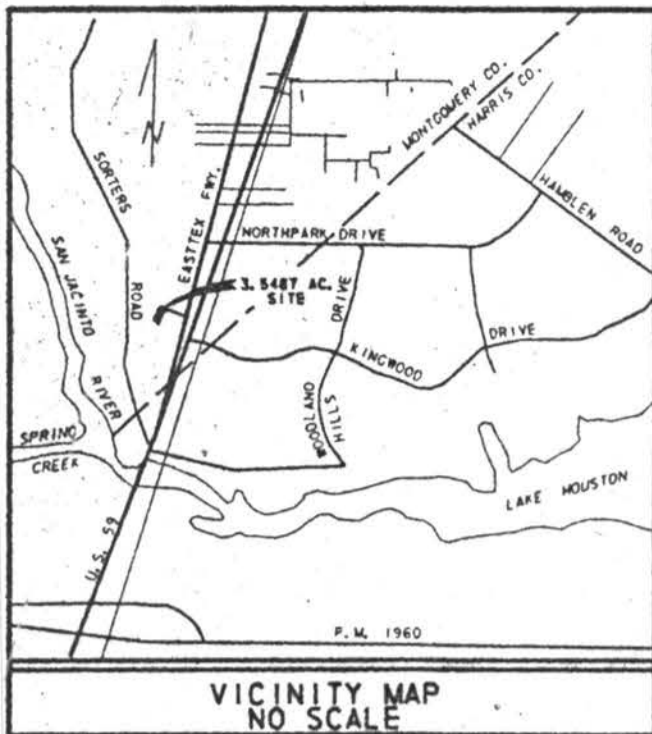 MONTGOMERY CO.
HARRIS CO.
N
SORTERS
ROAD
EASTTEX FWY.
HAMBLEN ROAD
NORTHPARK DRIVE
SAN JACINTO
RIVER
3.5487 AC.
SITE
DRIVE
WOODLAND
HILLS
KINGWOOD
DRIVE
SPRING
CREEK
LAKE HOUSTON
U.S. 59
F.M. 1960
VICINITY MAP
NO SCALE